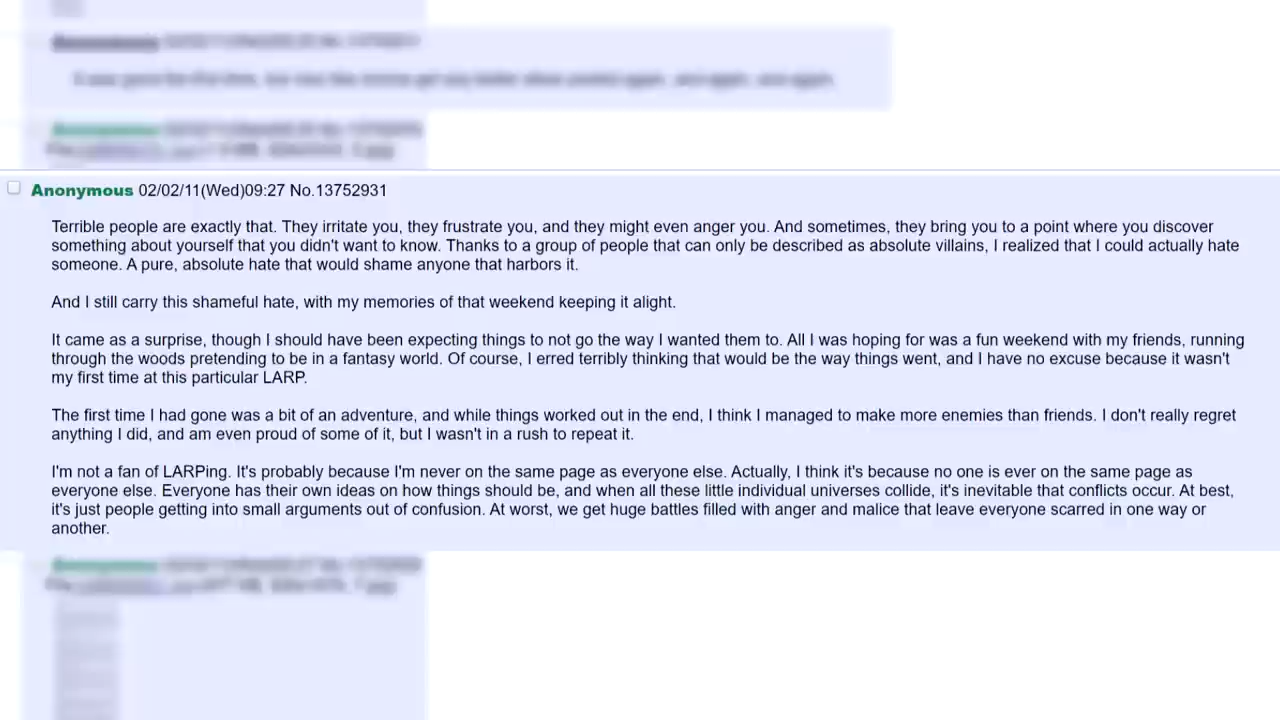 Anonymous 02/02/11(Wed)09:27 No.13752931
Terrible people are exactly that. They irritate you, they frustrate you, and they might even anger you. And sometimes, they bring you to a point where you discover
something about yourself that you didn't want to know. Thanks to a group of people that can only be described as absolute villains, I realized that I could actually hate
someone. A pure, absolute hate that would shame anyone that harbors it.
And I still carry this shameful hate, with my memories of that weekend keeping it alight.
It came as a surprise, though I should have been expecting things to not go the way I wanted them to. All I was hoping for was a fun weekend with my friends, running
through the woods pretending to be in a fantasy world. Of course, I erred terribly thinking that would be the way things went, and I have no excuse because it wasn't
my first time at this particular LARP.
The first time I had gone was a bit of an adventure, and while things worked out in the end, I think I managed to make more enemies than friends. I don't really regret
anything I did, and am even proud of some of it, but I wasn't in a rush to repeat it.
I'm not a fan of LARPing. It's probably because I'm never on the same page as everyone else. Actually, I think it's because no one is ever on the same page as
everyone else. Everyone has their own ideas on how things should be, and when all these little individual universes collide, it's inevitable that conflicts occur. At best,
it's just people getting into small arguments out of confusion. At worst, we get huge battles filled with anger and malice that leave everyone scarred in one way or
another.